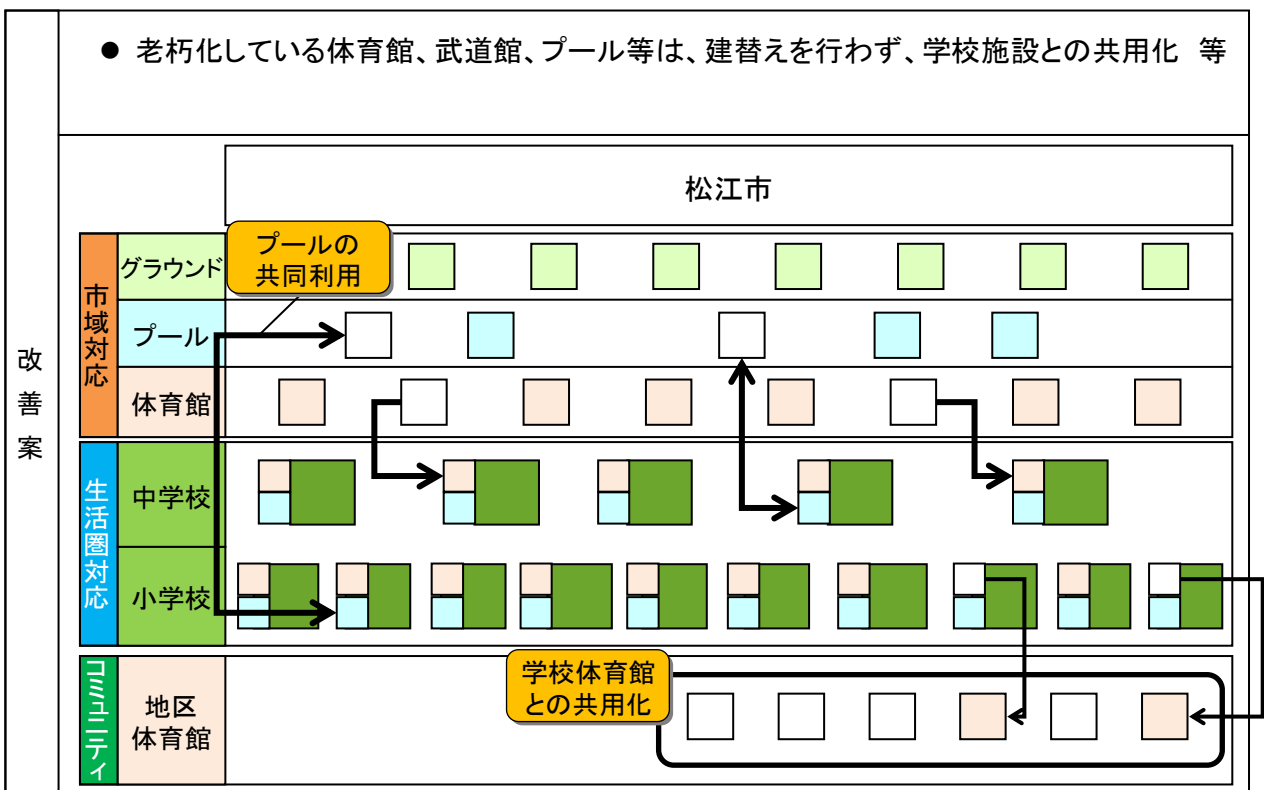 ● 老朽化している体育館、武道館、プール等は、建替えを行わず、学校施設との共用化　等
改善案
松江市
市域対応
グラウンド
プールの
共同利用
プール
体育館
生活圏対応
中学校
小学校
コミュニティ
地区
体育館
学校体育館
との共用化